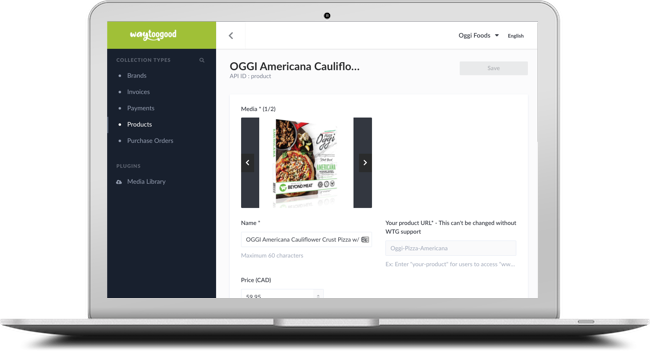 waytoogood
Oggi Foods
English
COLLECTION TYPES
Brands
Invoices
Payments
Products
Purchase Orders
PLUGINS
Media Library
OGGI Americana Cauliflo...
API ID : product
Save
Media * (1/2)
Oggi
AMERICANA
BEYOND MEAT
Name *
OGGI Americana Cauliflower Crust Pizza w/
Maximum 60 characters
Your product URL* - This can't be changed without
WTG support
Oggi-Pizza-Americana
Ex: Enter "your-product" for users to access "ww...
Price (CAD)
59.95